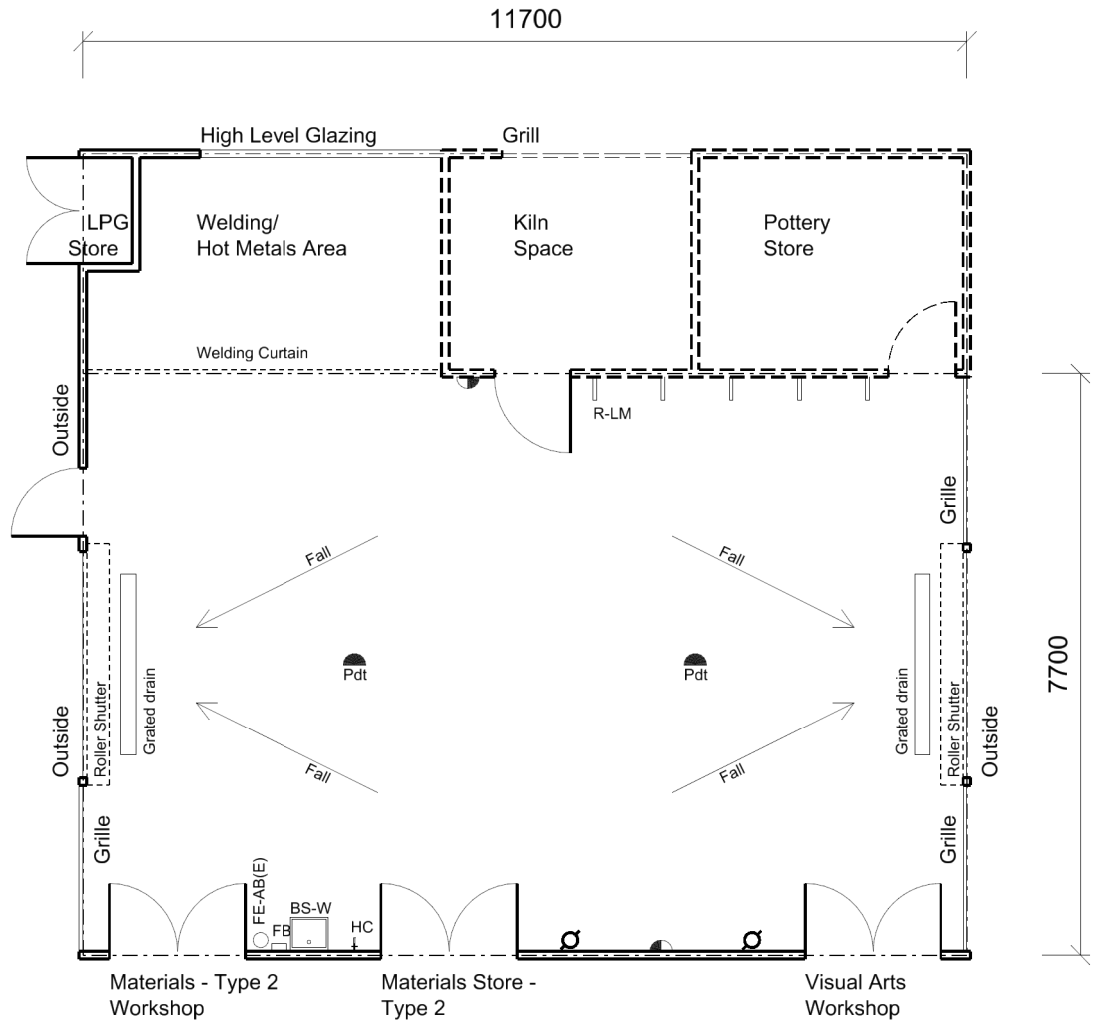 11700
High Level Glazing
Grill
LPG
Store
Welding/
Hot Metals Area
Kiln
Space
Pottery
Store
Welding Curtain
Outside
R-LM
Grille
Fall
Fall
Pdt
Pdt
7700
Outside
Roller Shutter
Grated drain
Grated drain
Roller Shutter
Outside
Fall
Fall
Grille
Grille
FE-AB(E)
FB
BS-W
HC
Materials - Type 2
Workshop
Materials Store -
Type 2
Visual Arts
Workshop